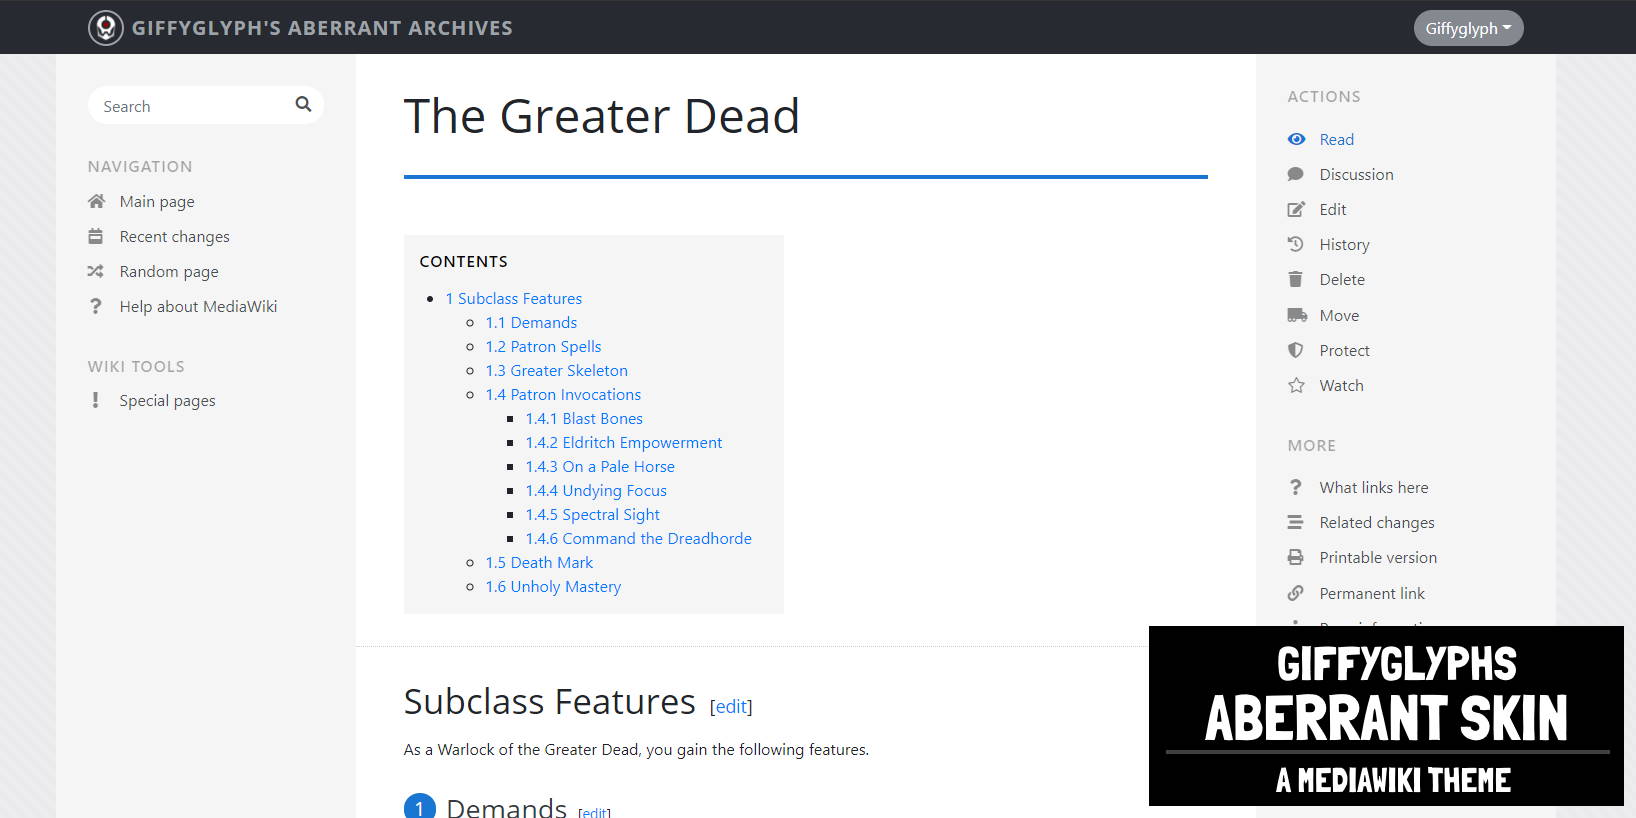 GIFFYGLYPH'S ABERRANT ARCHIVES
Giffyglyph
Search
NAVIGATION
Main page
Recent changes
Random page
Help about MediaWiki
WIKI TOOLS
Special pages
The Greater Dead
CONTENTS
1 Subclass Features
1.1 Demands
1.2 Patron Spells
1.3 Greater Skeleton
1.4 Patron Invocations
1.4.1 Blast Bones
1.4.2 Eldritch Empowerment
1.4.3 On a Pale Horse
1.4.4 Undying Focus
1.4.5 Spectral Sight
1.4.6 Command the Dreadhorde
1.5 Death Mark
1.6 Unholy Mastery
Subclass Features [edit]
As a Warlock of the Greater Dead, you gain the following features.
1 Demands [edit]
ACTIONS
Read
Discussion
Edit
History
Delete
Move
Protect
Watch
MORE
What links here
Related changes
Printable version
Permanent link
GIFFYGLYPHS
ABERRANT SKIN
A MEDIAWIKI THEME